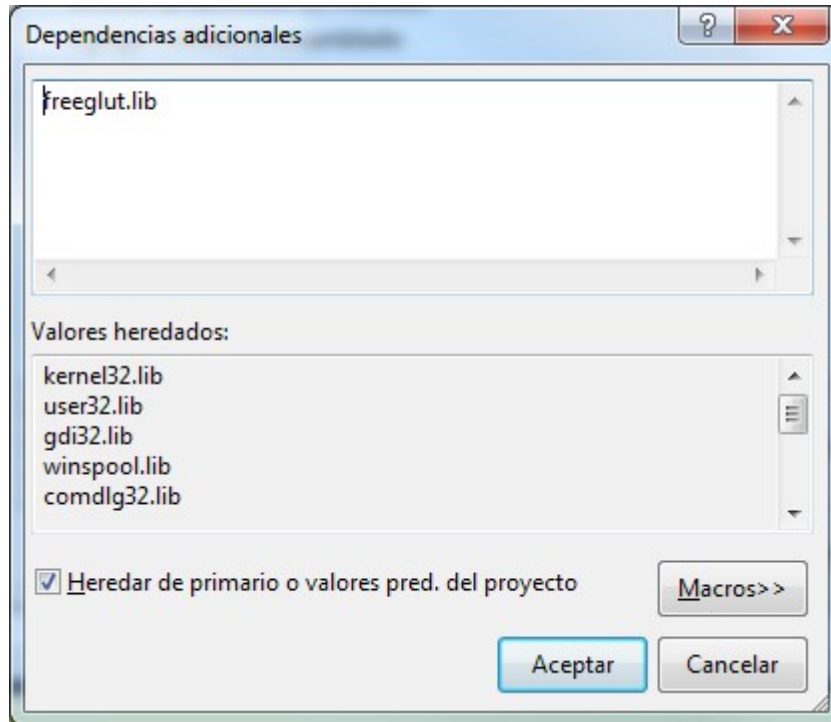 Dependencias adicionales
freeglut.lib
Valores heredados:
kernel32.lib
user32.lib
gdi32.lib
winspool.lib
comdlg32.lib
Heredar de primario o valores pred. del proyecto
Macros>>
Aceptar
Cancelar